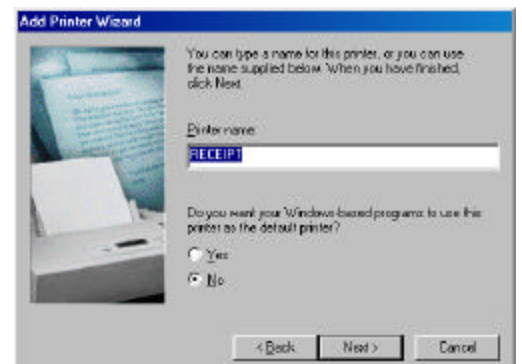 Add Printer Wizard
You can type a name for this printer, or you can use
the name supplied below. When you have finished,
click Next.
Printer name:
RECEIPT
Do you want your Windows-based programs to use this
printer as the default printer?
Yes
No
< Back
Next >
Cancel